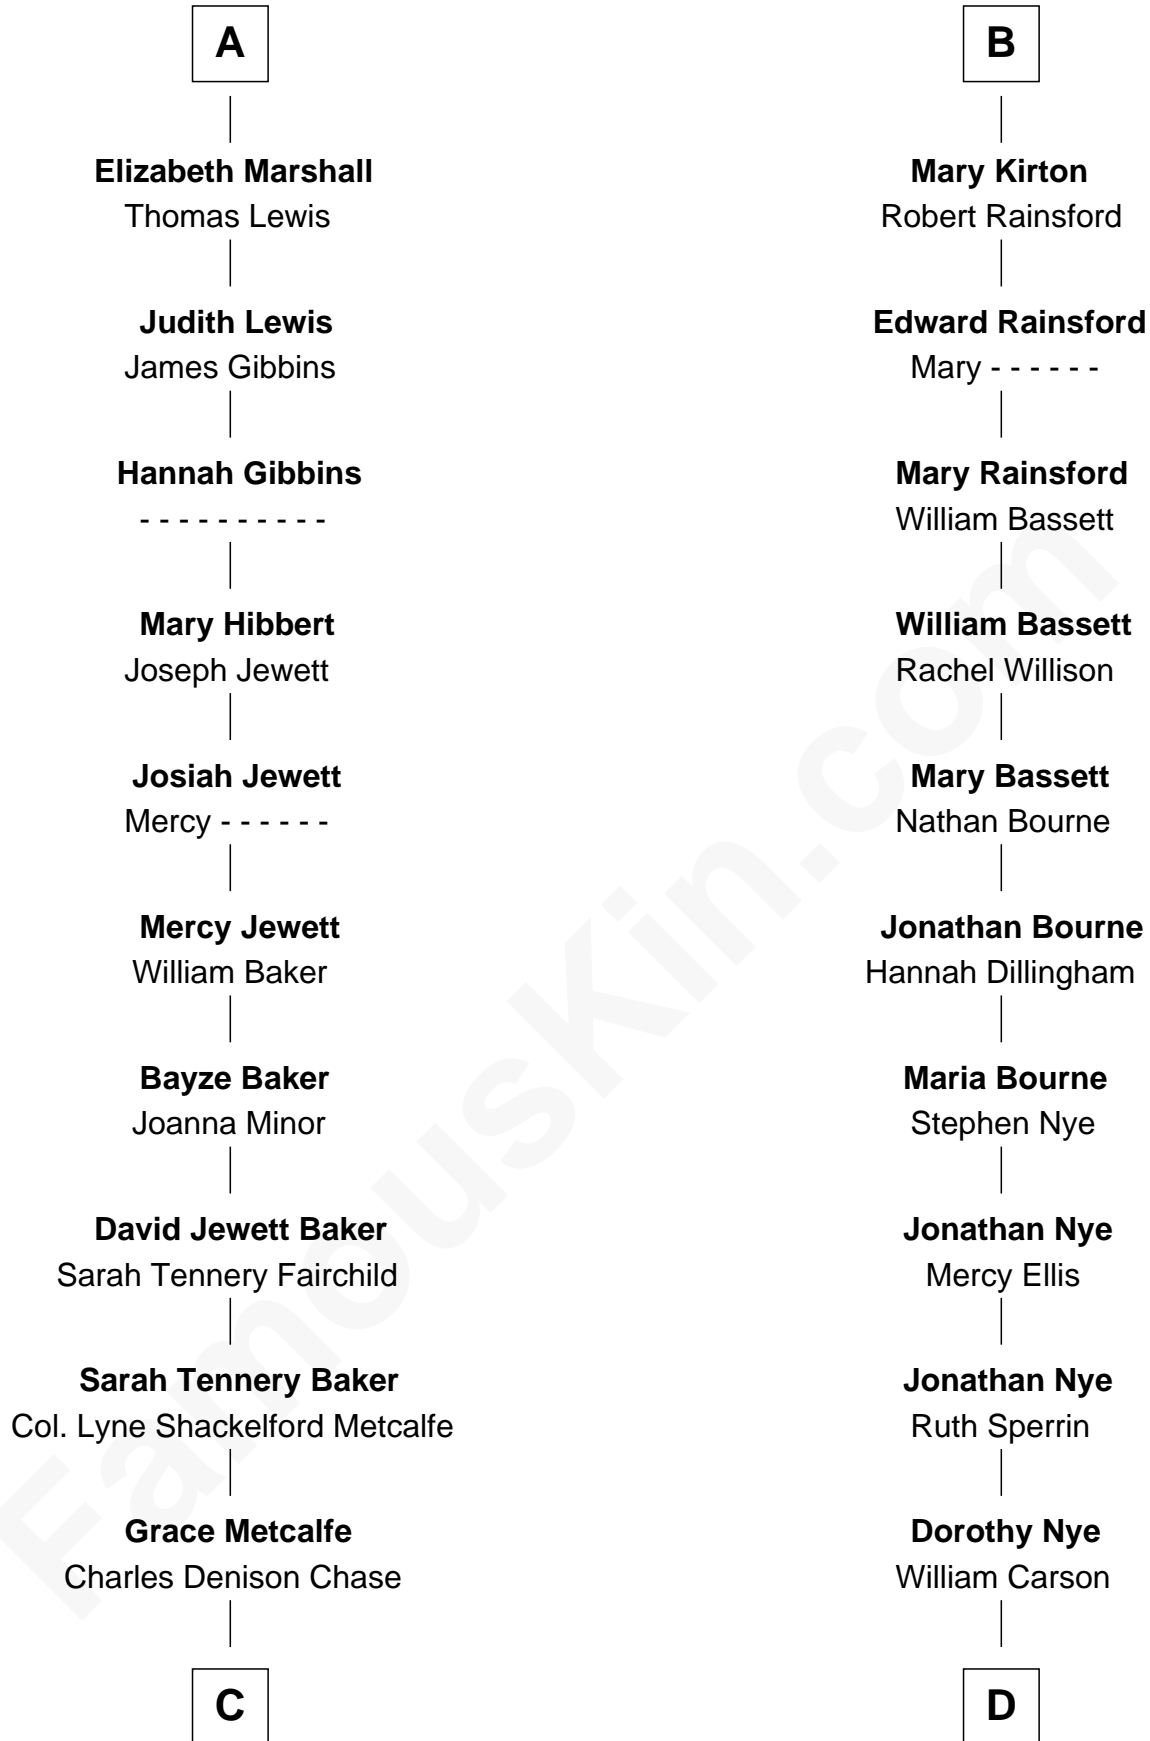 A
Elizabeth Marshall
Thomas Lewis
Judith Lewis
James Gibbins
Hannah Gibbins
- - - - - - - - - -
Mary Hibbert
Joseph Jewett
Josiah Jewett
Mercy - - - - - -
Mercy Jewett
William Baker
Bayze Baker
Joanna Minor
David Jewett Baker
Sarah Tennery Fairchild
Sarah Tennery Baker
Col. Lyne Shackelford Metcalfe
Grace Metcalfe
Charles Denison Chase
C
B
Mary Kirton
Robert Rainsford
Edward Rainsford
Mary - - - - - -
Mary Rainsford
William Bassett
William Bassett
Rachel Willison
Mary Bassett
Nathan Bourne
Jonathan Bourne
Hannah Dillingham
Maria Bourne
Stephen Nye
Jonathan Nye
Mercy Ellis
Jonathan Nye
Ruth Sperrin
Dorothy Nye
William Carson
D
FamousKin.com